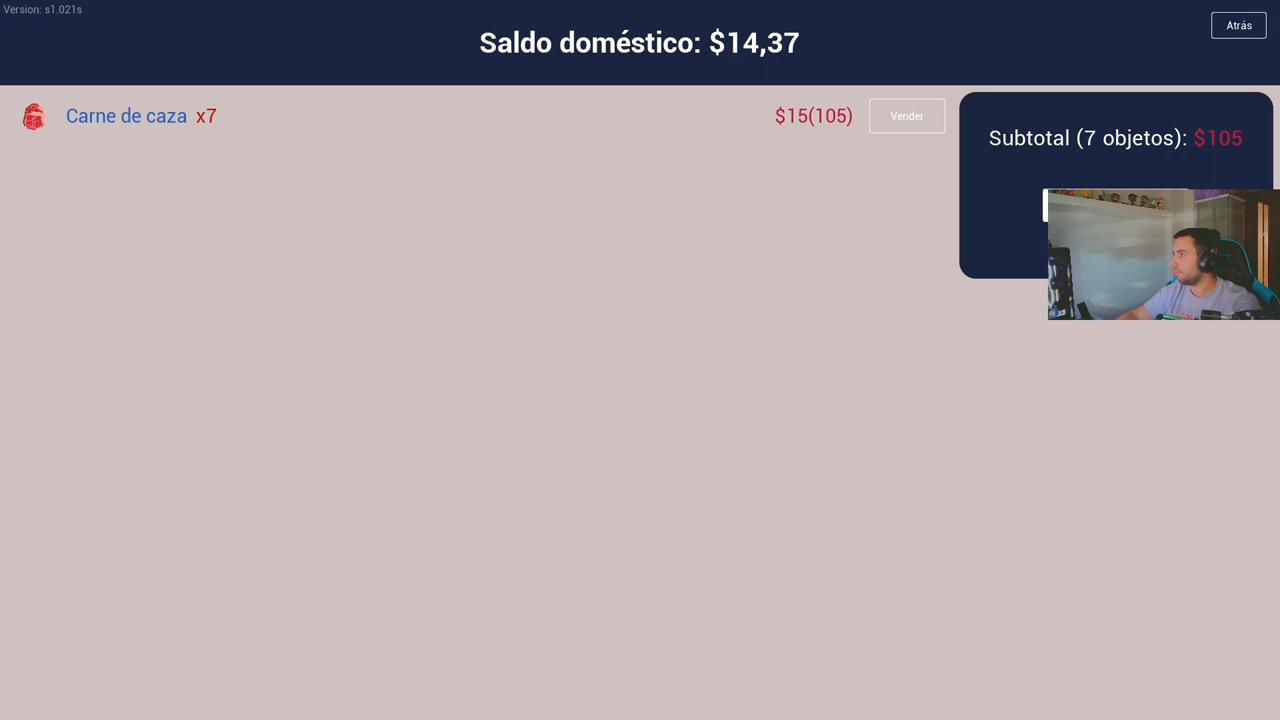 Version: s1.021s
Saldo doméstico: $14,37
Atrás
Carne de caza x7
$15(105)
Vender
Subtotal (7 objetos): $105